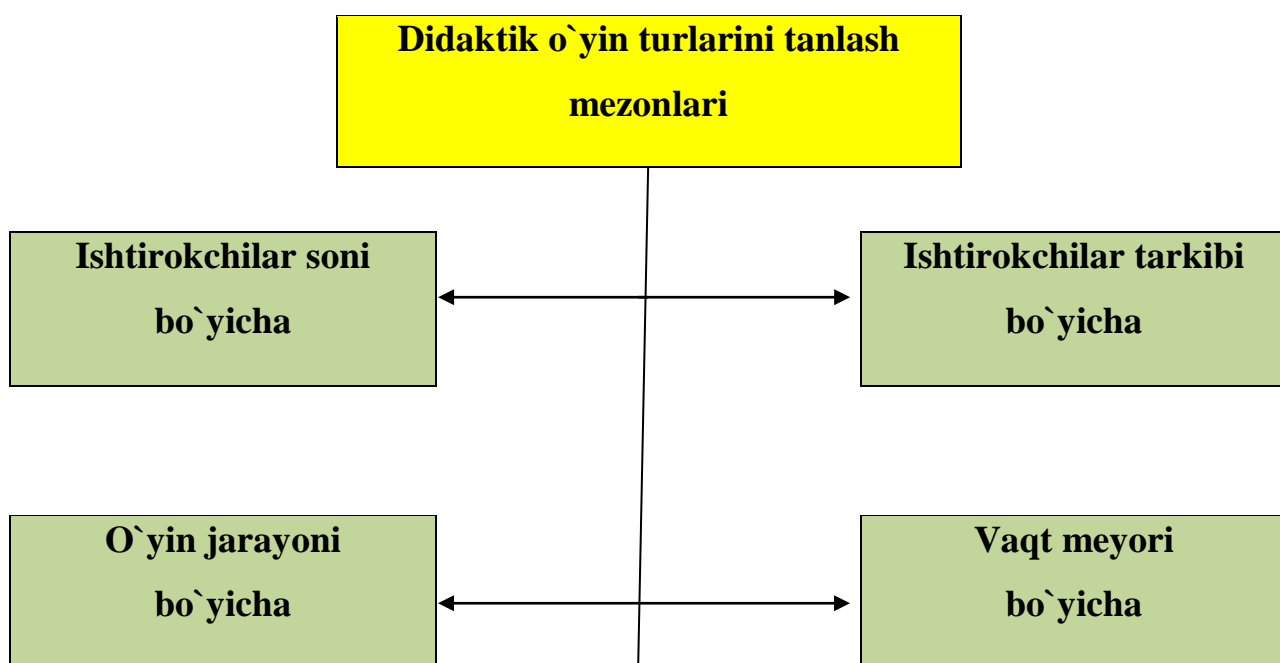 Didaktik o`yin turlarini tanlash
mezonlari
Ishtirokchilar soni
bo`yicha
Ishtirokchilar tarkibi
bo`yicha
O`yin jarayoni
bo`yicha
Vaqt meyori
bo`yicha